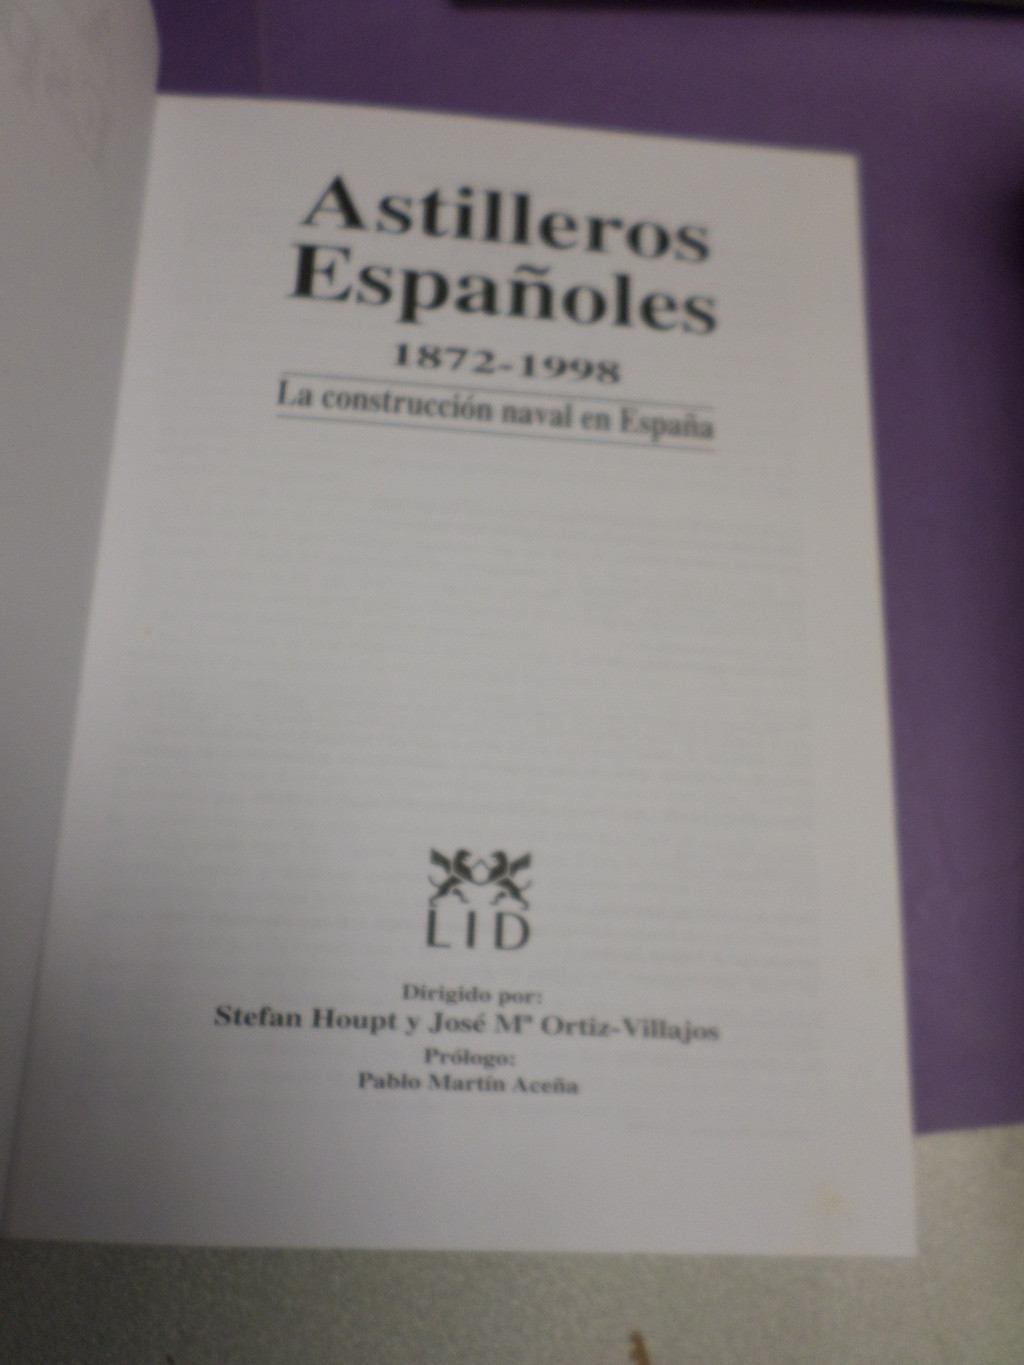 Astilleros
Españoles
1872-1998
La construcción naval en España
LID
Dirigido por:
Stefan Houpt y José Mª Ortiz-Villajos
Prólogo:
Pablo Martín Aceña